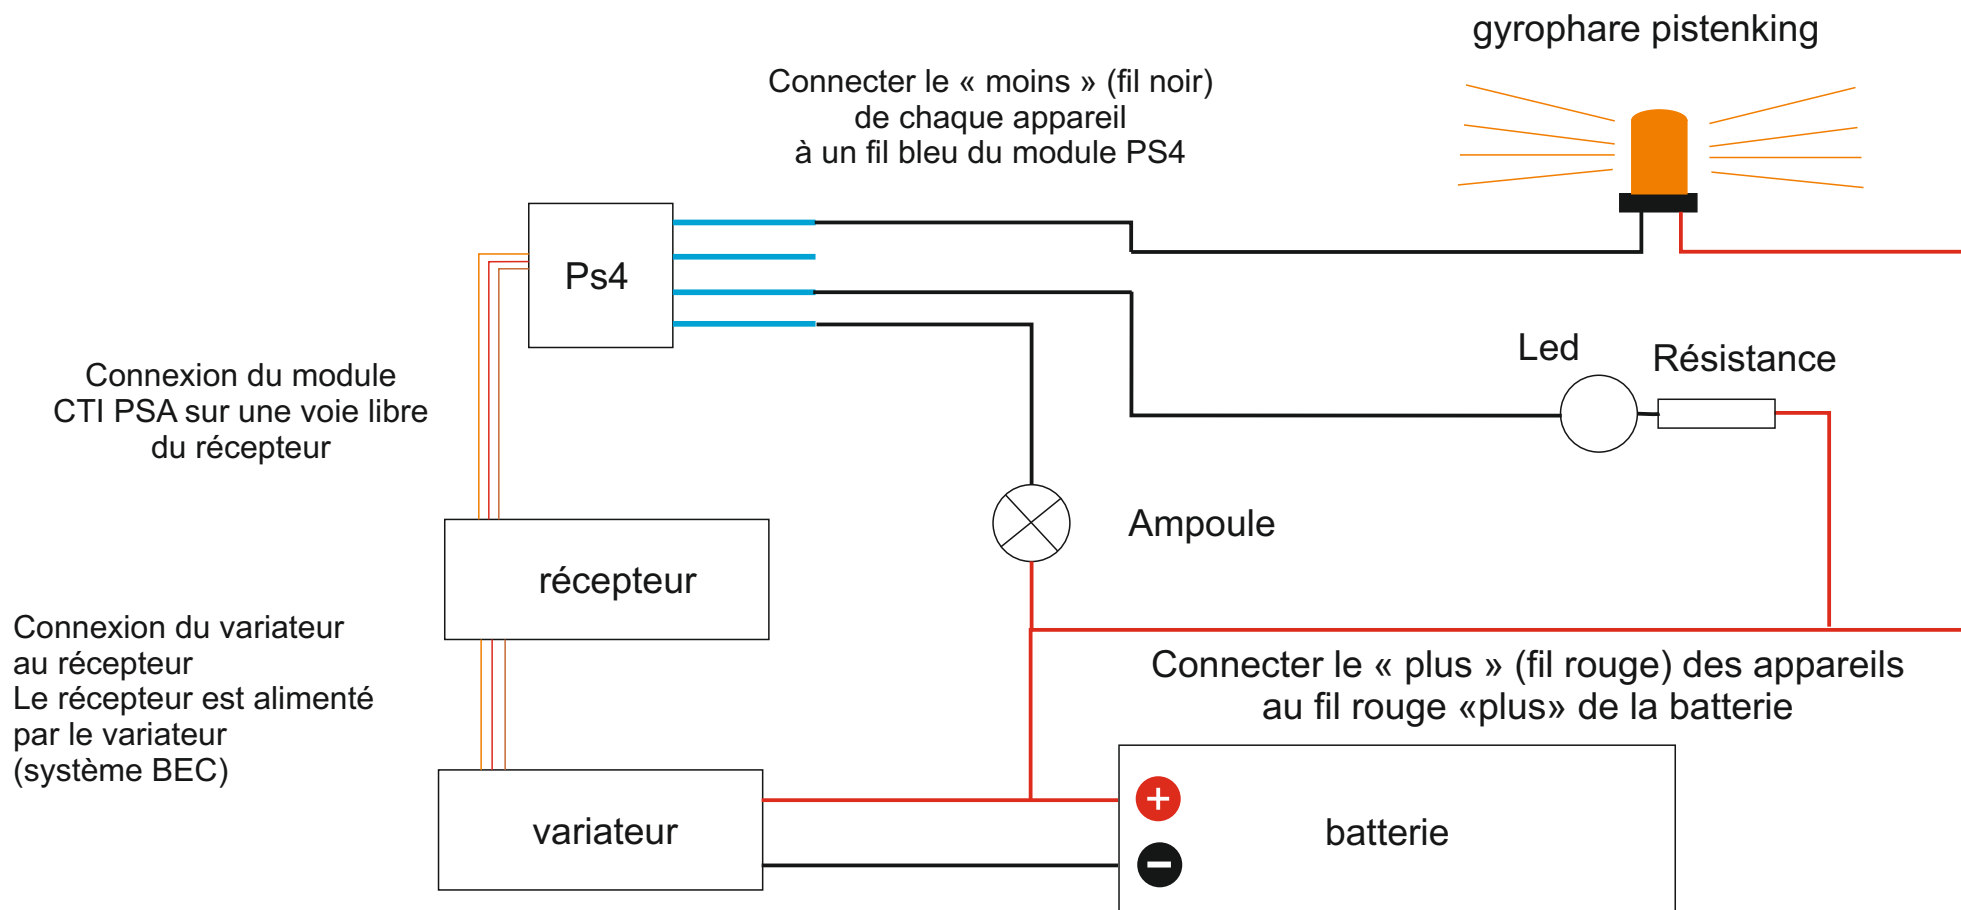 gyrophare pistenking
Connecter le « moins » (fil noir)
de chaque appareil
à un fil bleu du module PS4
Ps4
Led
Résistance
Connexion du module
CTI PSA sur une voie libre
du récepteur
Ampoule
récepteur
Connexion du variateur
au récepteur
Le récepteur est alimenté
par le variateur
(système BEC)
Connecter le « plus » (fil rouge) des appareils
au fil rouge «plus» de la batterie
+
variateur
batterie
−